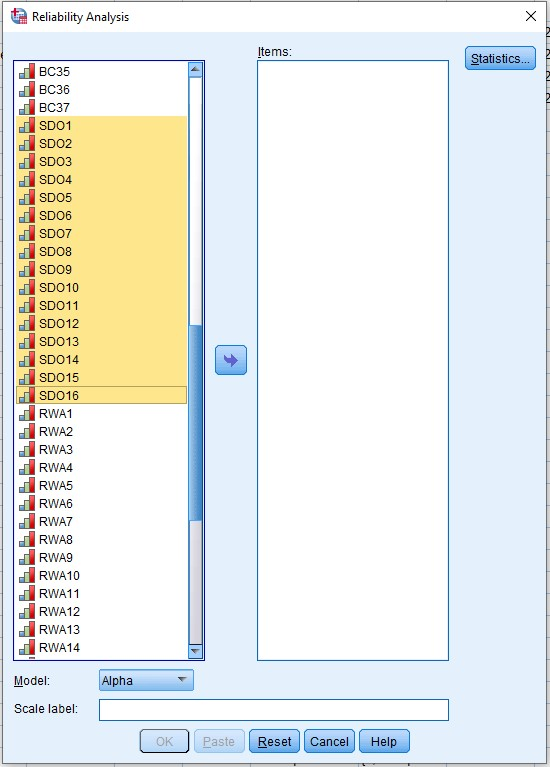 Reliability Analysis
Items:
Statistics...
BC35
BC36
BC37
SDO1
SDO2
SDO3
SDO4
SDO5
SDO6
SDO7
SDO8
SDO9
SDO10
SDO11
SDO12
SDO13
SDO14
SDO15
SDO16
RWA1
RWA2
RWA3
RWA4
RWA5
RWA6
RWA7
RWA8
RWA9
RWA10
RWA11
RWA12
RWA13
RWA14
Model: Alpha
Scale label:
OK Paste Reset Cancel Help